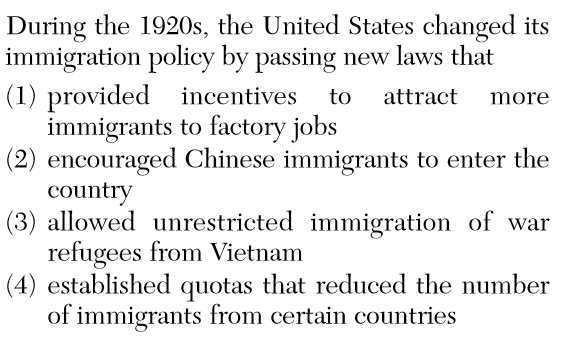 During the 1920s, the United States changed its
immigration policy by passing new laws that
(1) provided incentives to attract more
immigrants to factory jobs
(2) encouraged Chinese immigrants to enter the
country
(3) allowed unrestricted immigration of war
refugees from Vietnam
(4) established quotas that reduced the number
of immigrants from certain countries